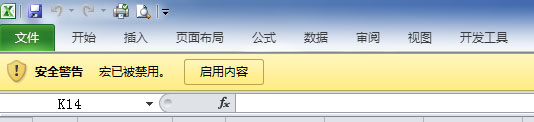 文件 开始 插入 页面布局 公式 数据 审阅 视图 开发工具
安全警告 宏已被禁用。 启用内容
K14 fx